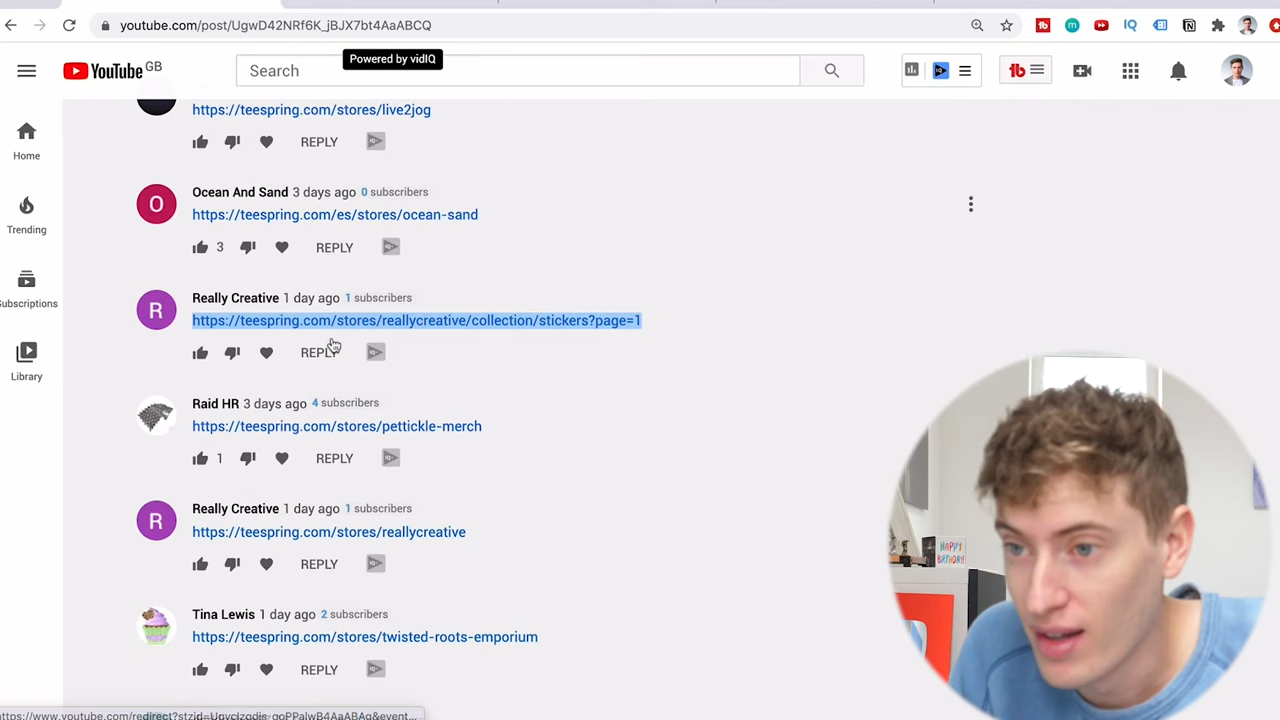 youtube.com/post/UgwD42NRf6K_jBJX7bt4AaABCQ
Powered by vidIQ
YouTube GB
Search
Home
Trending
Subscriptions
Library
https://teespring.com/stores/live2jog
REPLY
O
Ocean And Sand 3 days ago 0 subscribers
https://teespring.com/es/stores/ocean-sand
3 REPLY
R
Really Creative 1 day ago 1 subscribers
https://teespring.com/stores/reallycreative/collection/stickers?page=1
REPLY
Raid HR 3 days ago 4 subscribers
https://teespring.com/stores/pettickle-merch
1 REPLY
R
Really Creative 1 day ago 1 subscribers
https://teespring.com/stores/reallycreative
REPLY
Tina Lewis 1 day ago 2 subscribers
https://teespring.com/stores/twisted-roots-emporium
REPLY
HAPPY
BIRTHDAY!